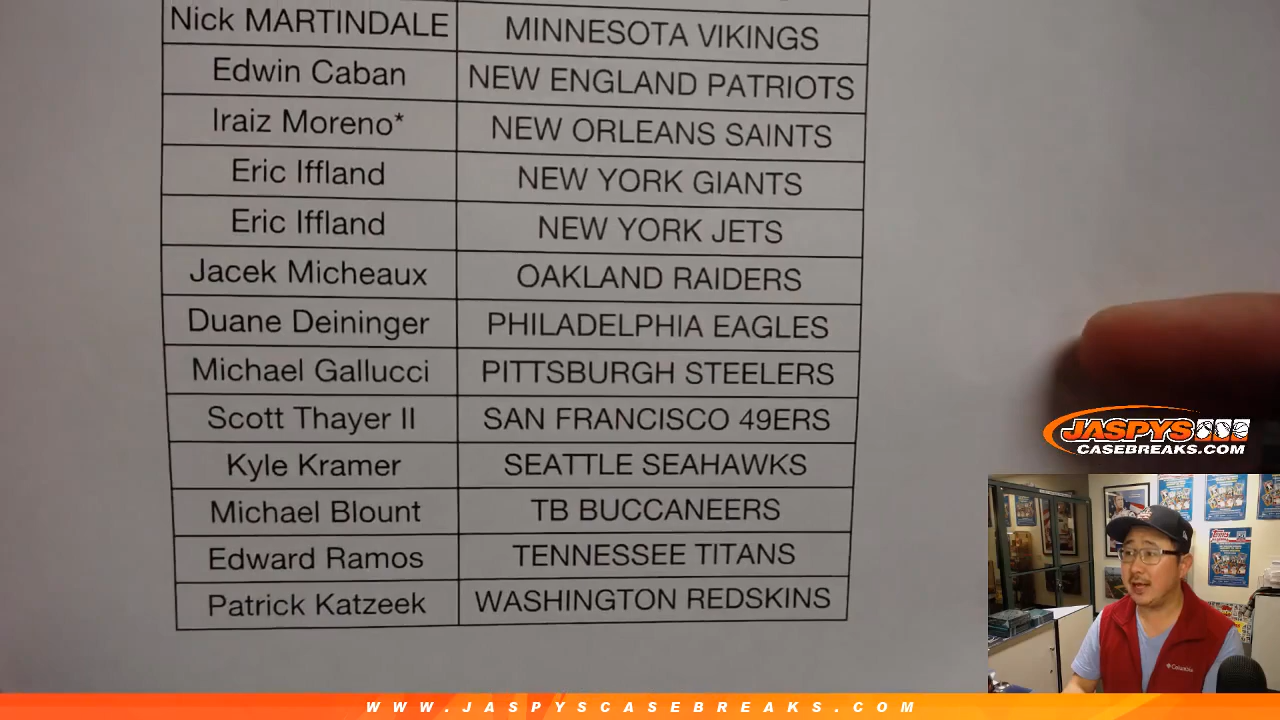 Nick MARTINDALE MINNESOTA VIKINGS
Edwin Caban NEW ENGLAND PATRIOTS
Iraiz Moreno* NEW ORLEANS SAINTS
Eric Iffland NEW YORK GIANTS
Eric Iffland NEW YORK JETS
Jacek Micheaux OAKLAND RAIDERS
Duane Deininger PHILADELPHIA EAGLES
Michael Gallucci PITTSBURGH STEELERS
Scott Thayer II SAN FRANCISCO 49ERS
Kyle Kramer SEATTLE SEAHAWKS
Michael Blount TB BUCCANEERS
Edward Ramos TENNESSEE TITANS
Patrick Katzeek WASHINGTON REDSKINS
JASPYS
CASEBREAKS.COM
Topps
Columbia
WWW.JASPYSCASEBREAKS.COM